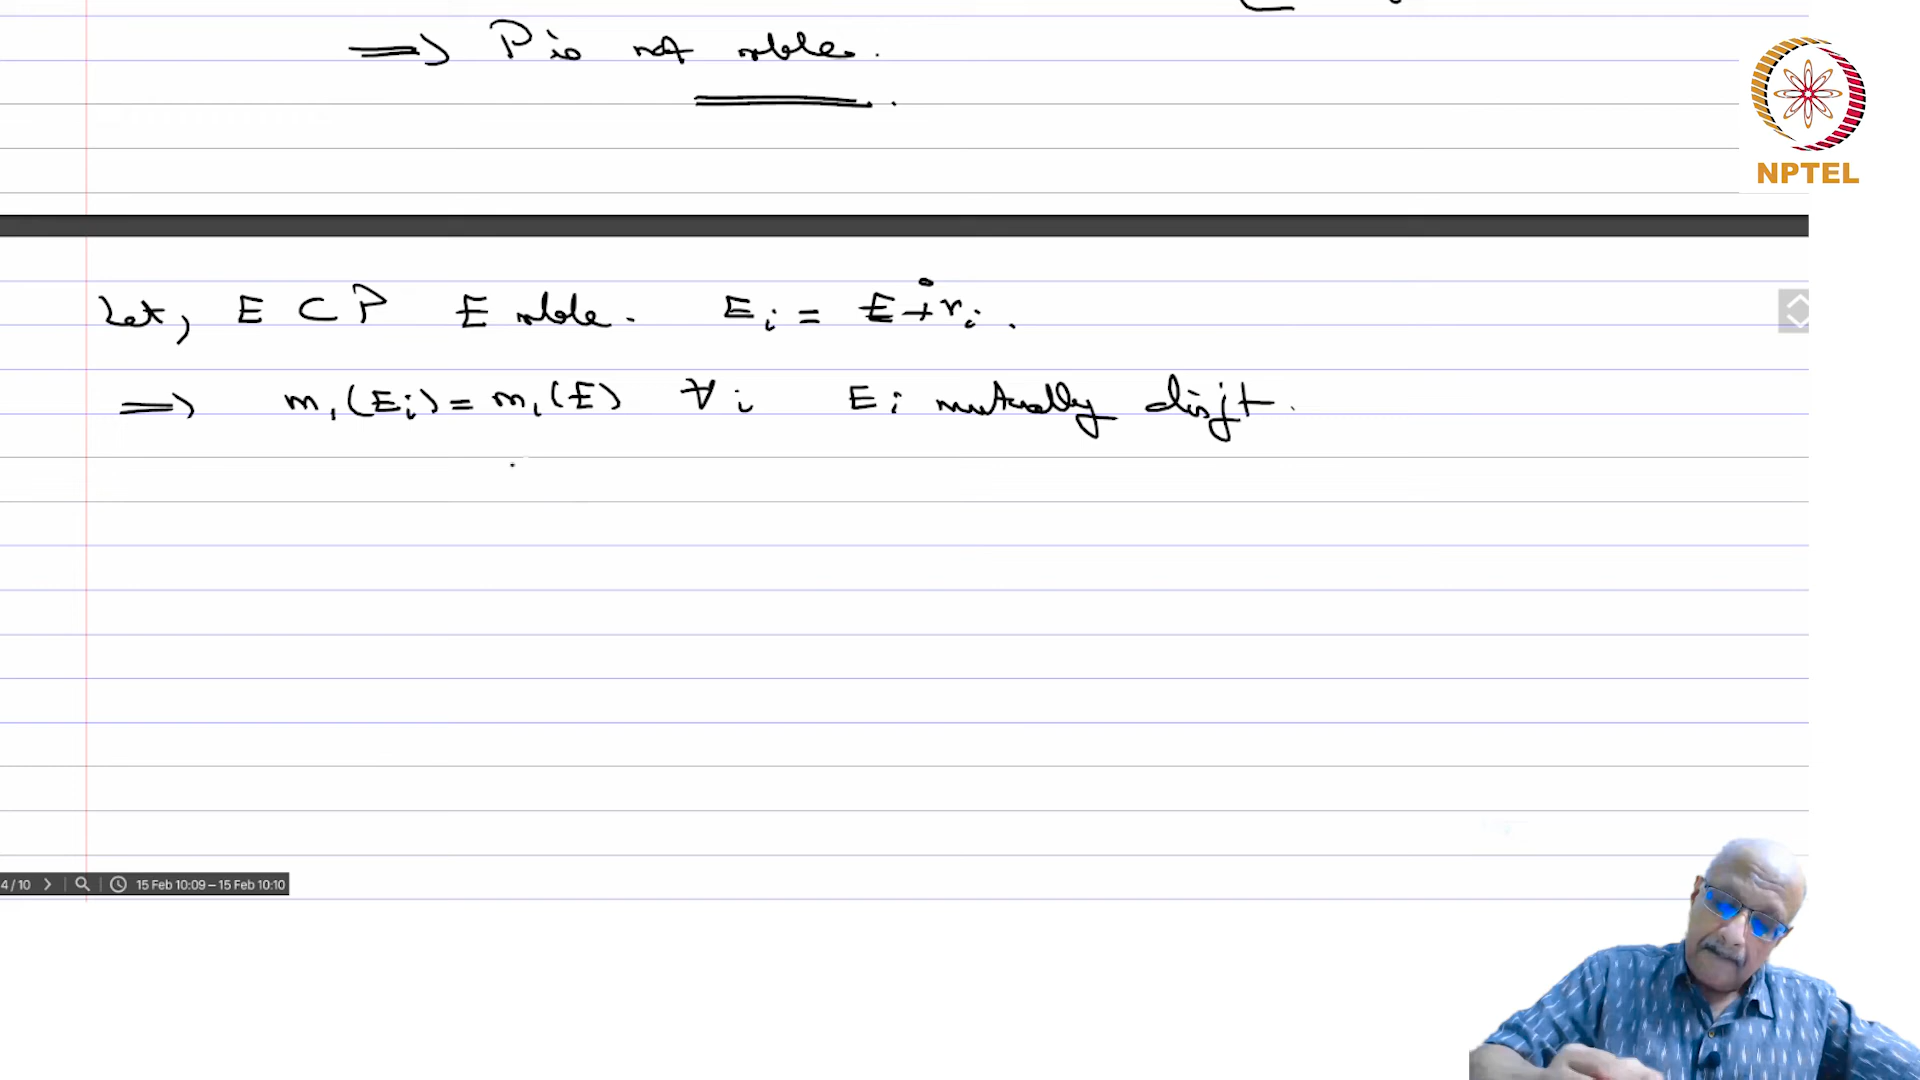 ⟹ P is not mble.
NPTEL
Let, E ⊂ P E mble. Eᵢ = E ∔ rᵢ.
⟹ m₁(Eᵢ) = m₁(E) ∀i Eᵢ mutually disjt.
4 / 10 15 Feb 10:09 – 15 Feb 10:10